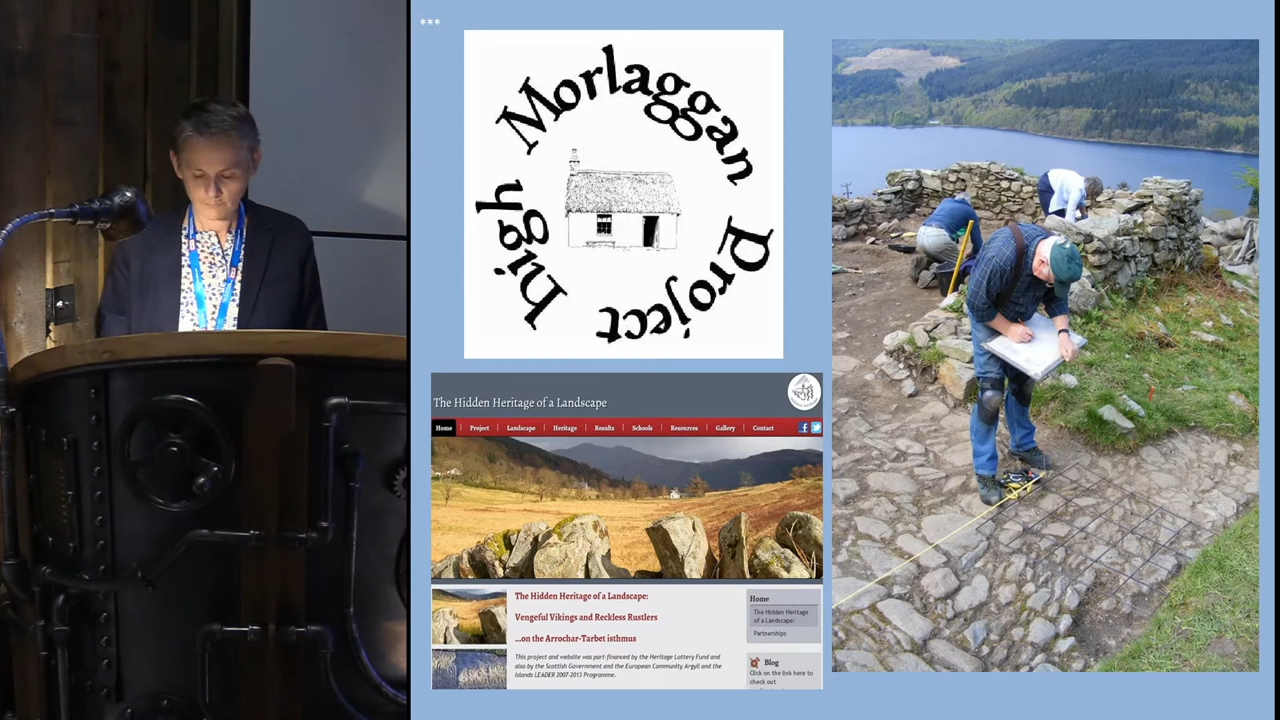 ***
high Morlaggan Project
The Hidden Heritage of a Landscape
Home | Project | Landscape | Heritage | Results | Schools | Resources | Gallery | Contact
The Hidden Heritage of a Landscape:
Vengeful Vikings and Reckless Rustlers
...on the Arrochar-Tarbet isthmus
This project and website was part-financed by the Heritage Lottery Fund and
also by the Scottish Government and the European Community Argyll and the
Islands LEADER 2007-2013 Programme.
Home
The Hidden Heritage
of a Landscape:
Partnerships
Blog
Click on the link here to
check out